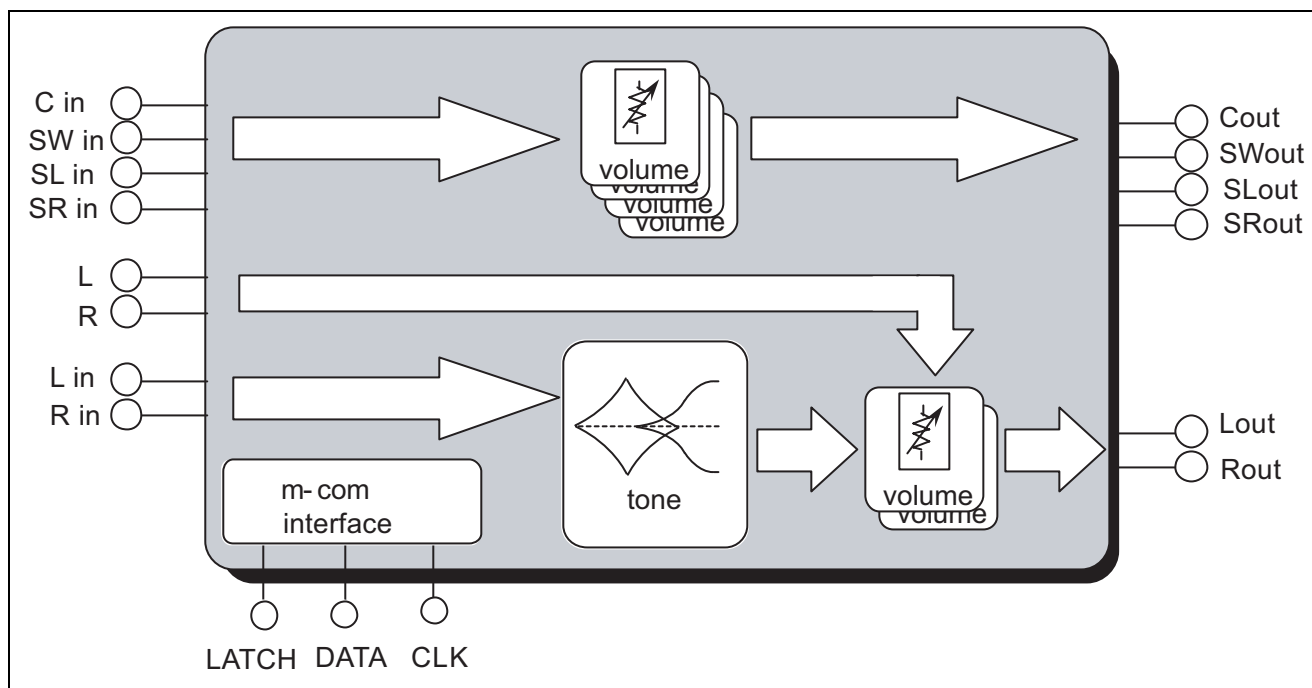 C in
SW in
SL in
SR in
volume
volume
volume
volume
Cout
SWout
SLout
SRout
L
R
L in
R in
tone
volume
volume
Lout
Rout
m- com
interface
LATCH DATA CLK